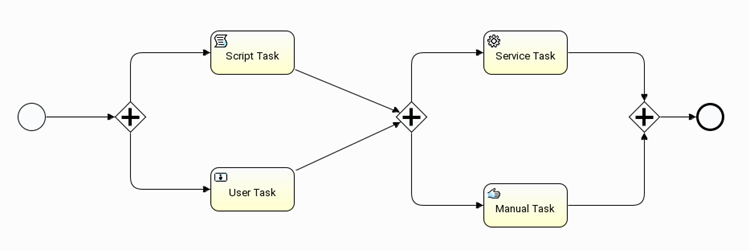 Script Task
Service Task
User Task
Manual Task